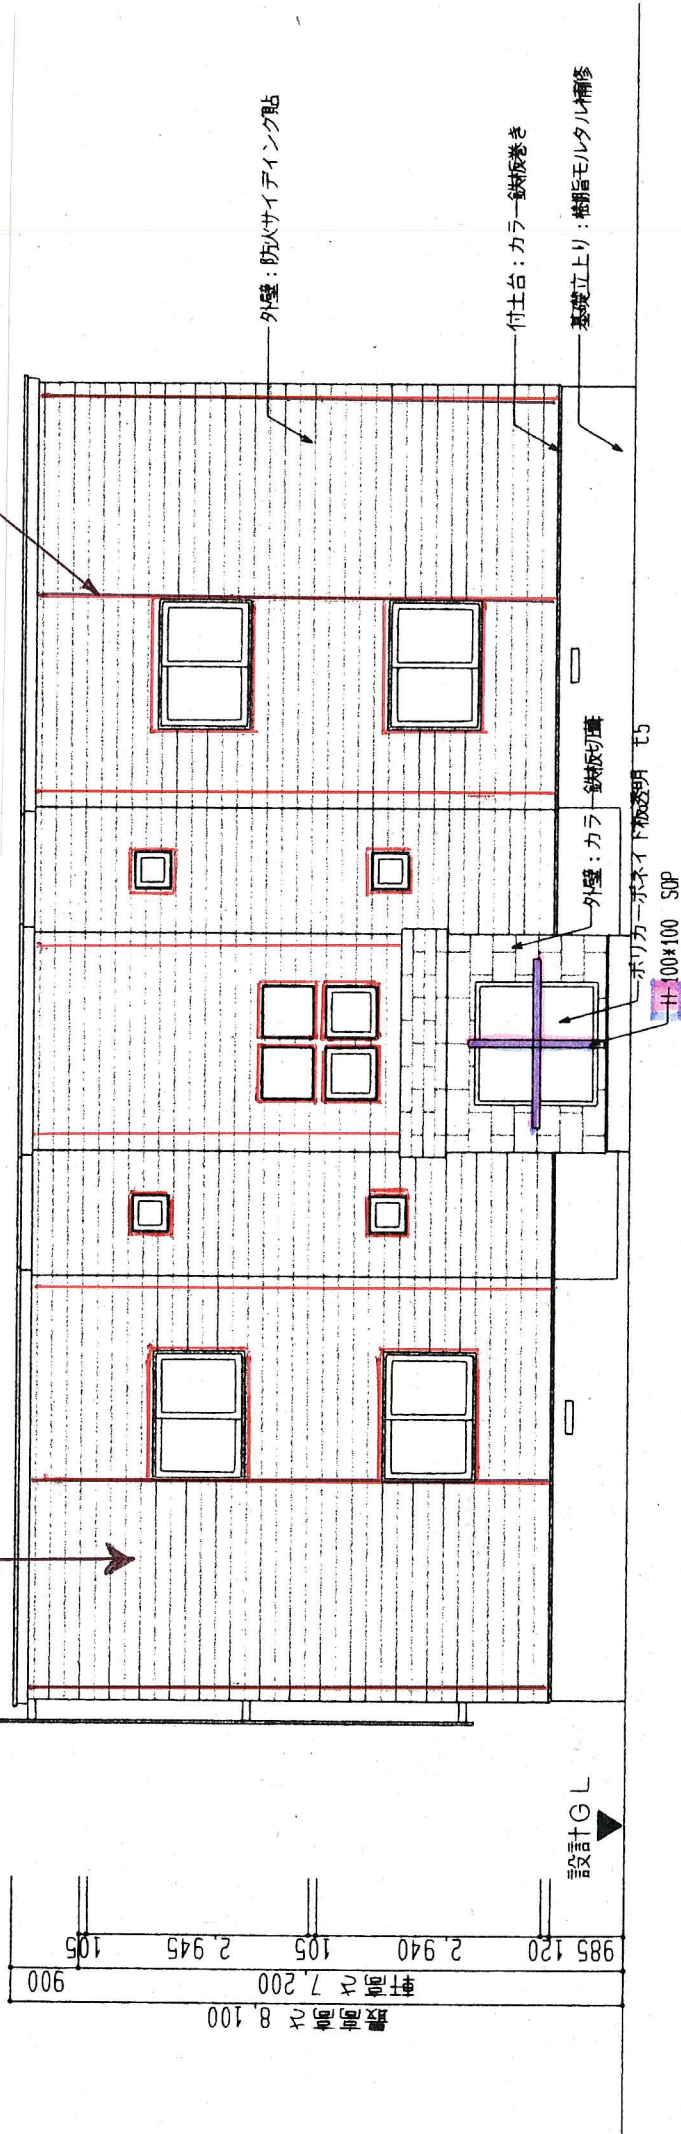 外壁：防火サイディング貼
付土台：カラー鉄板巻き
基礎立上り：樹脂モルタル補修
外壁：カラー鉄板切葺
ポリカーボネイト板透明 t5
H-100*100 SOP
設計GL
最高高さ 8,100
軒高さ 7,200
900
105
2,945
105
2,940
120
985